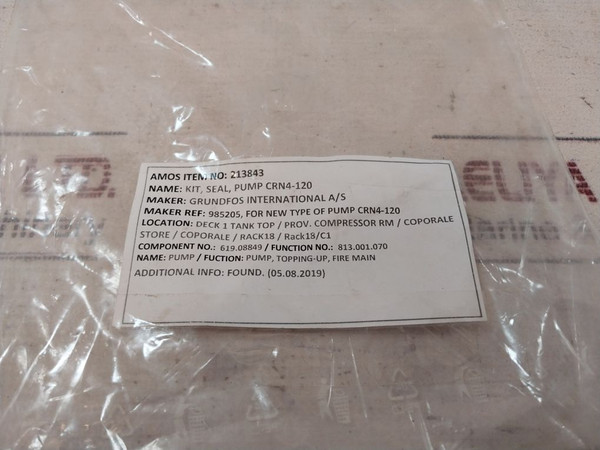 LTD.
AMOS ITEM NO: 213843
NAME: KIT, SEAL, PUMP CRN4-120
MAKER: GRUNDFOS INTERNATIONAL A/S
MAKER REF: 985205, FOR NEW TYPE OF PUMP CRN4-120
LOCATION: DECK 1 TANK TOP / PROV. COMPRESSOR RM / COPORALE
STORE / COPORALE / RACK18 / Rack18/C1
COMPONENT NO.: 619.08849 / FUNCTION NO.: 813.001.070
NAME: PUMP / FUCTION: PUMP, TOPPING-UP, FIRE MAIN
ADDITIONAL INFO: FOUND. (05.08.2019)